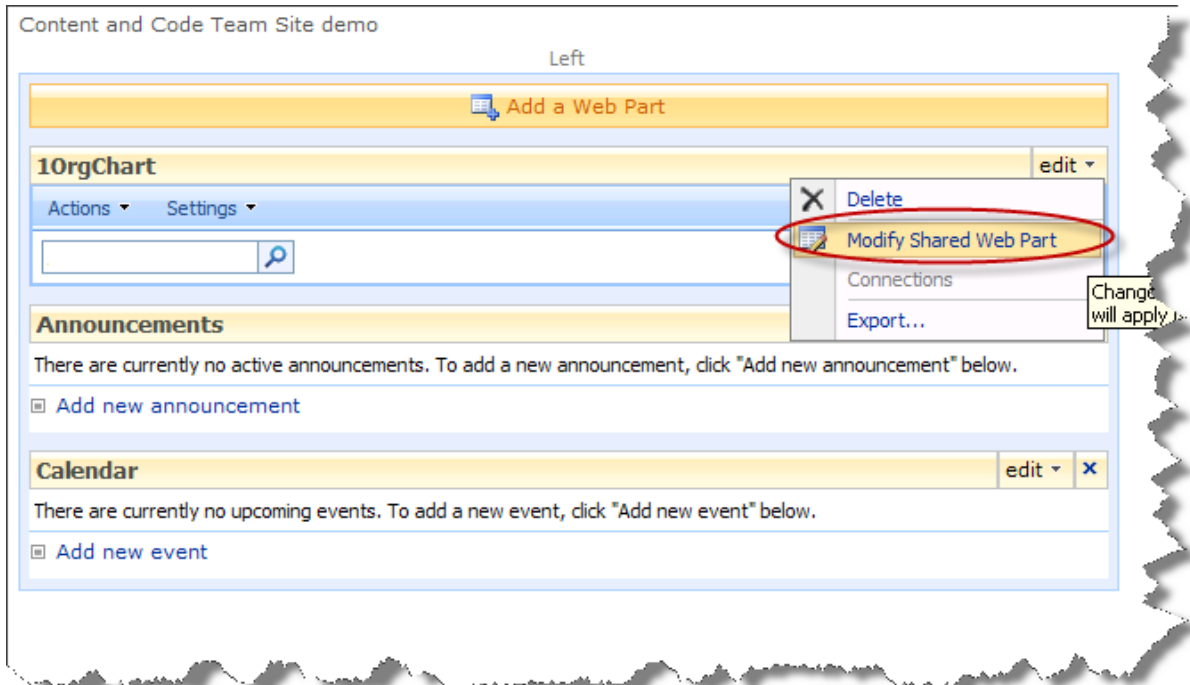 Content and Code Team Site demo
Left
Add a Web Part
1OrgChart
edit
Actions Settings
Delete
Modify Shared Web Part
Connections
Export...
Change
will apply
Announcements
There are currently no active announcements. To add a new announcement, click "Add new announcement" below.
Add new announcement
Calendar
edit
There are currently no upcoming events. To add a new event, click "Add new event" below.
Add new event